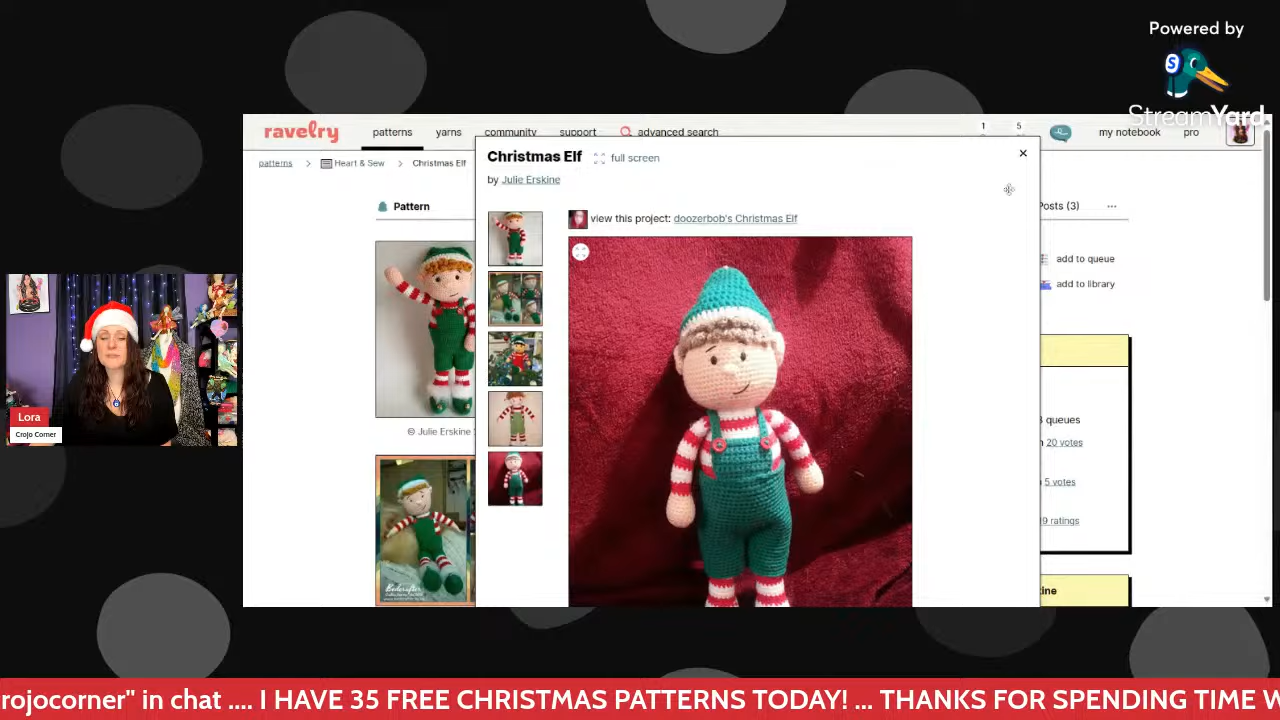 Powered by
StreamYard
ravelry
patterns
yarns
community
support
advanced search
1
5
my notebook
pro
patterns > Heart & Sew > Christmas Elf
Christmas Elf
full screen
by Julie Erskine
Pattern
view this project: doozerbob's Christmas Elf
Posts (3)
add to queue
add to library
queues
20 votes
5 votes
ratings
© Julie Erskine
Lora
Crojo Corner
rojocorner" in chat .... I HAVE 35 FREE CHRISTMAS PATTERNS TODAY! ... THANKS FOR SPENDING TIME W